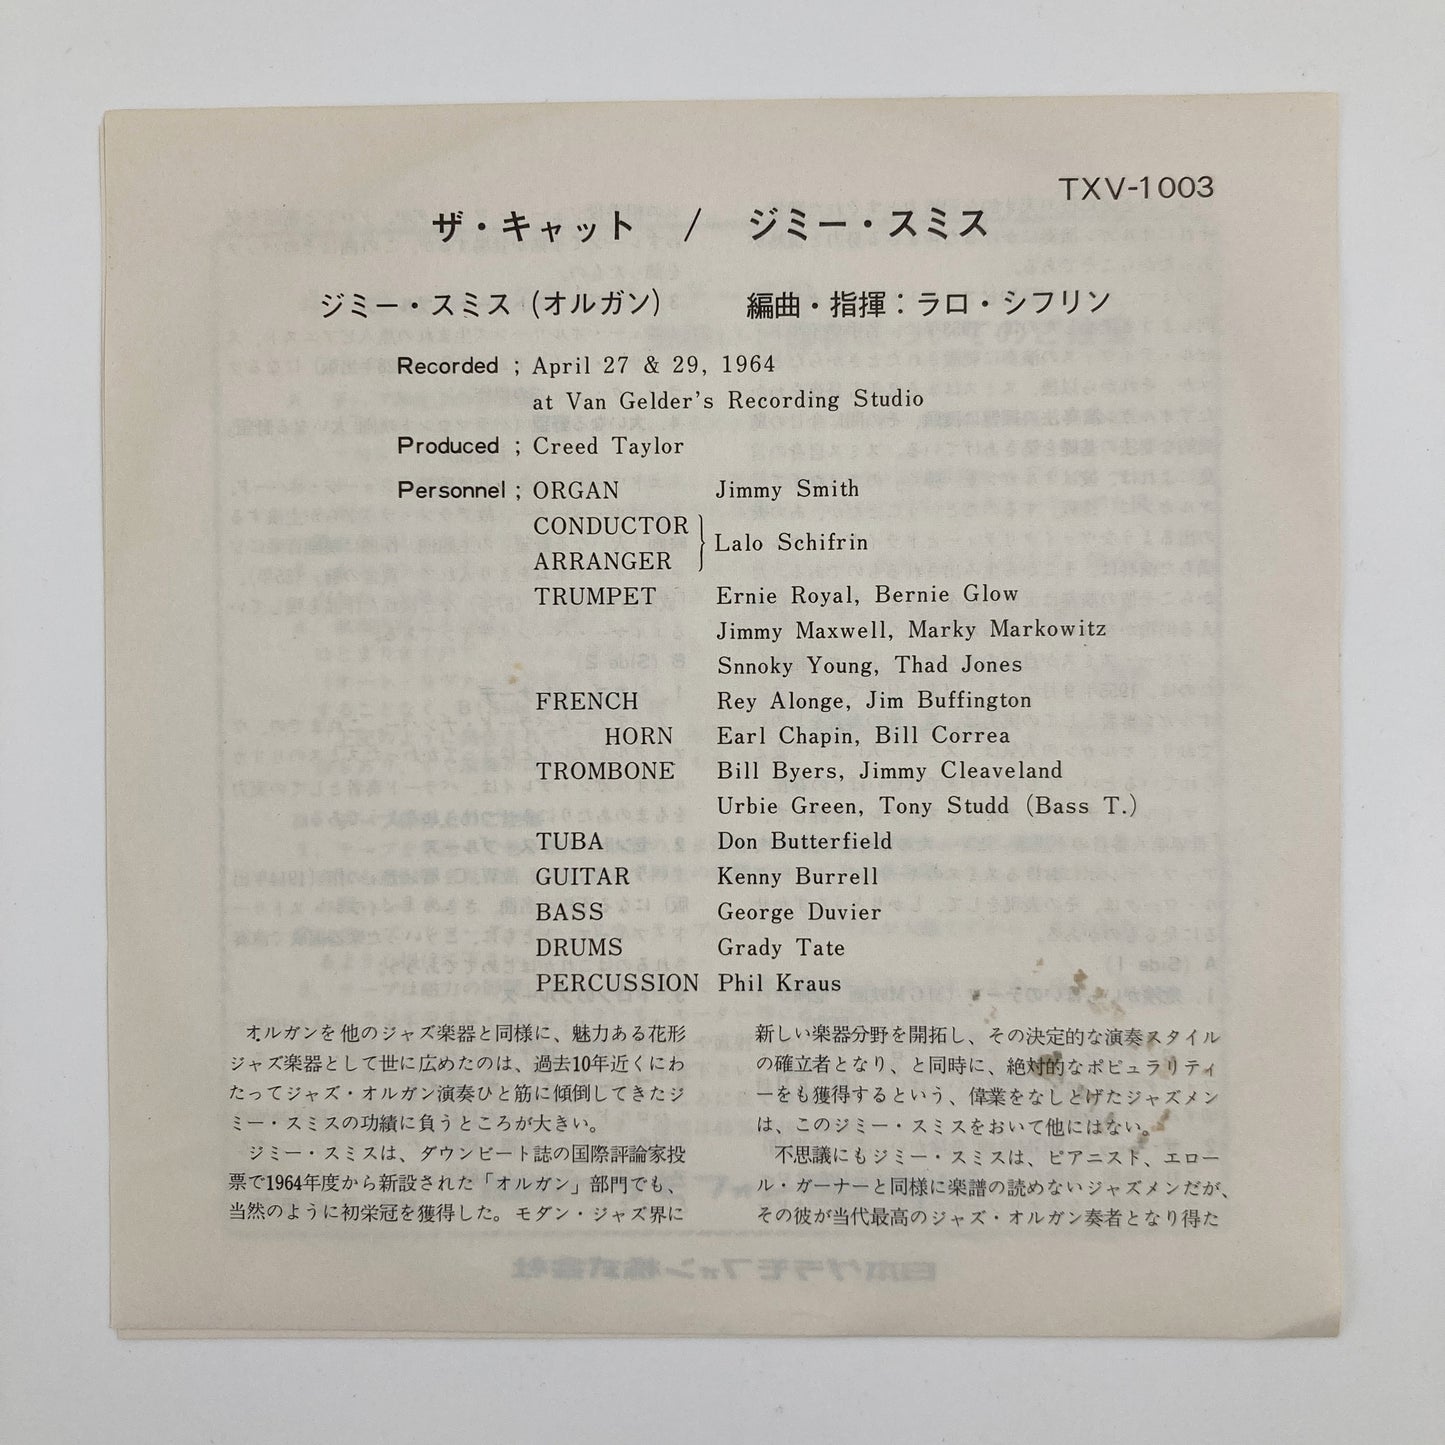 TXV-1003
ザ・キャット / ジミー・スミス
ジミー・スミス (オルガン) 編曲・指揮：ラロ・シフリン
Recorded ; April 27 & 29, 1964
at Van Gelder's Recording Studio
Produced ; Creed Taylor
Personnel ; ORGAN Jimmy Smith
CONDUCTOR
ARRANGER } Lalo Schifrin
TRUMPET Ernie Royal, Bernie Glow
Jimmy Maxwell, Marky Markowitz
Snnoky Young, Thad Jones
FRENCH Rey Alonge, Jim Buffington
HORN Earl Chapin, Bill Correa
TROMBONE Bill Byers, Jimmy Cleaveland
Urbie Green, Tony Studd (Bass T.)
TUBA Don Butterfield
GUITAR Kenny Burrell
BASS George Duvier
DRUMS Grady Tate
PERCUSSION Phil Kraus
オルガンを他のジャズ楽器と同様に、魅力ある花形
ジャズ楽器として世に広めたのは、過去10年近くにわ
たってジャズ・オルガン演奏ひと筋に傾倒してきたジ
ミー・スミスの功績に負うところが大きい。
ジミー・スミスは、ダウンビート誌の国際評論家投
票で1964年度から新設された「オルガン」部門でも、
当然のように初栄冠を獲得した。モダン・ジャズ界に
新しい楽器分野を開拓し、その決定的な演奏スタイル
の確立者となり、と同時に、絶対的なポピュラリティ
ーをも獲得するという、偉業をなしとげたジャズメン
は、このジミー・スミスをおいて他にはない。
不思議にもジミー・スミスは、ピアニスト、エロー
ル・ガーナーと同様に楽譜の読めないジャズメンだが、
その彼が当代最高のジャズ・オルガン奏者となり得た